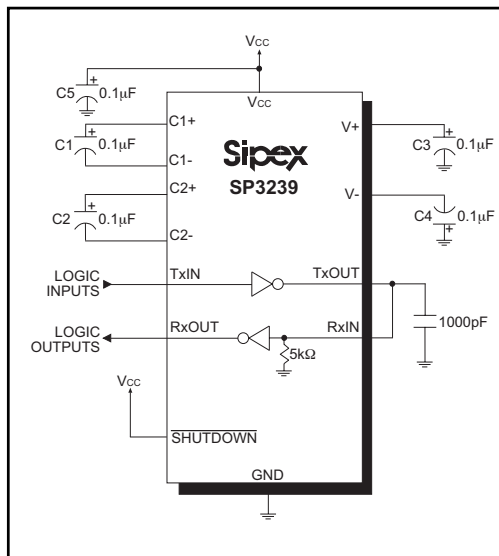 VCC
C5 + 0.1µF
VCC
C1 + 0.1µF
C1+
C1-
C2 + 0.1µF
C2+
C2-
Sipex
SP3239
V+
C3 + 0.1µF
V-
C4 0.1µF +
LOGIC
INPUTS
TxIN
TxOUT
LOGIC
OUTPUTS
RxOUT
RxIN
5kΩ
1000pF
VCC
SHUTDOWN
GND